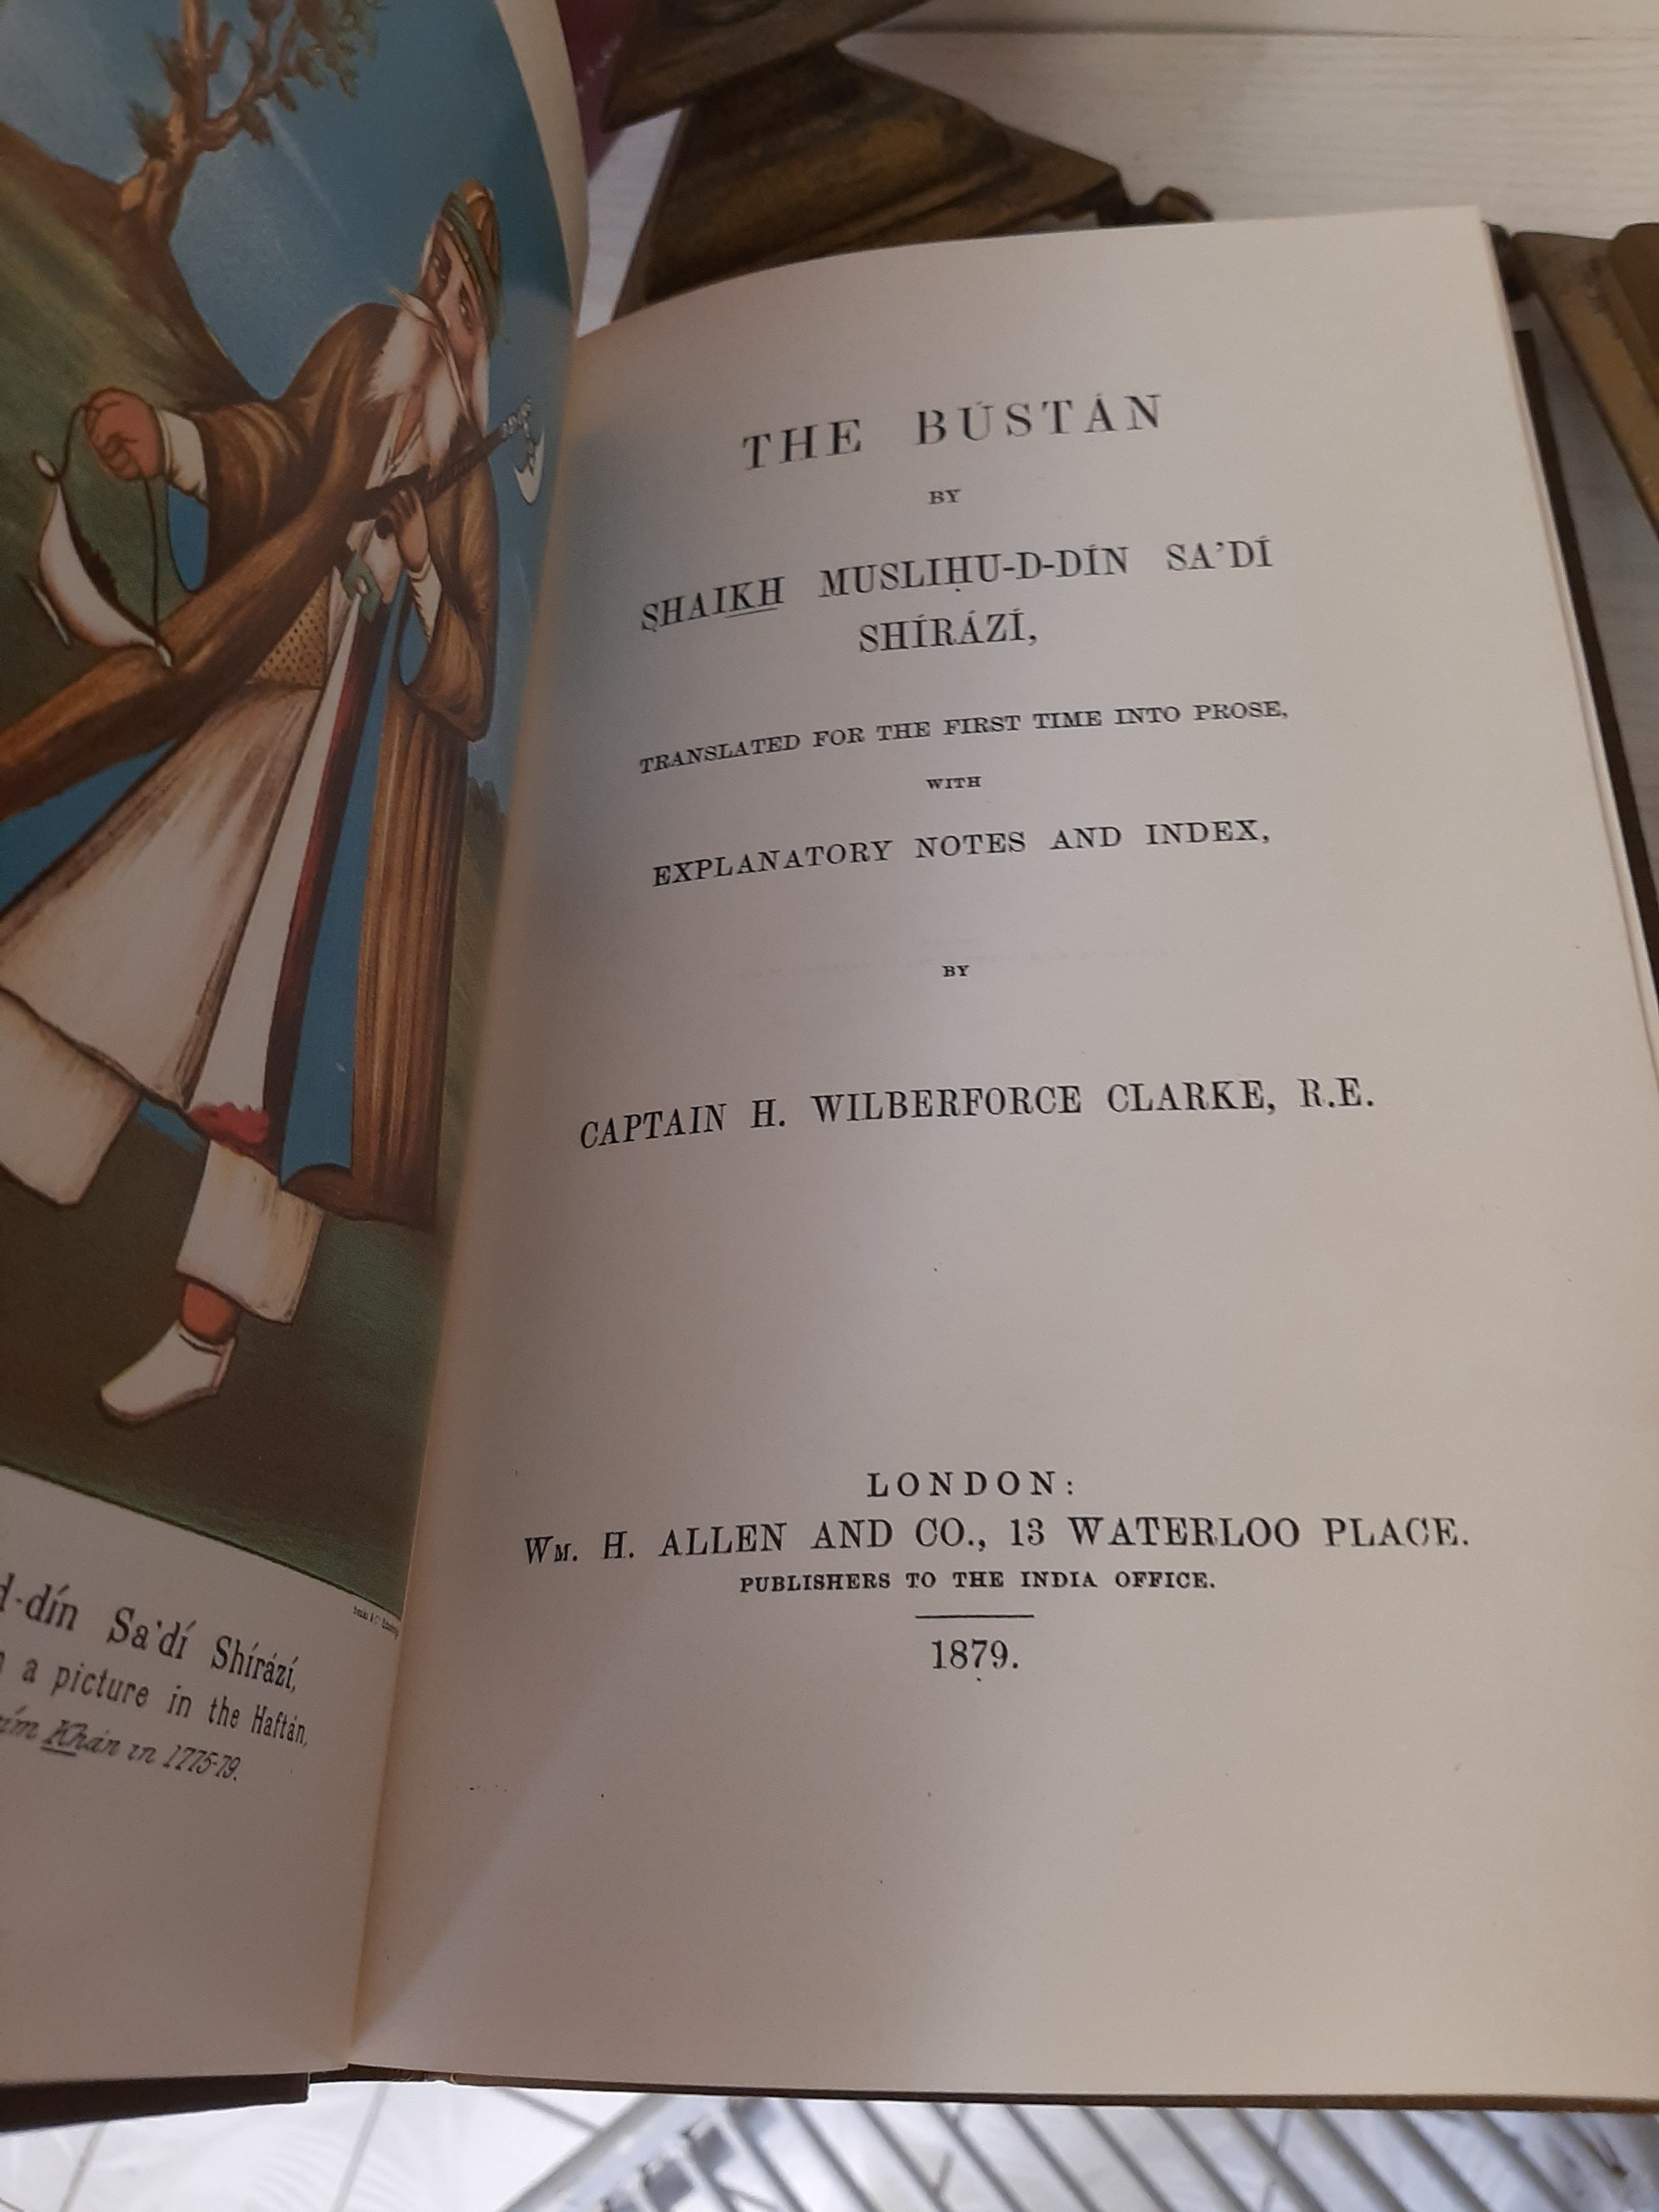 d-dín Sa'dí Shírází,
a picture in the Haftán,
Khán in 1775-79.
THE BÚSTÁN
BY
SHAIKH MUSLIḤU-D-DÍN SA'DÍ
SHÍRÁZÍ,
TRANSLATED FOR THE FIRST TIME INTO PROSE,
WITH
EXPLANATORY NOTES AND INDEX,
BY
CAPTAIN H. WILBERFORCE CLARKE, R.E.
LONDON:
WM. H. ALLEN AND CO., 13 WATERLOO PLACE.
PUBLISHERS TO THE INDIA OFFICE.
1879.